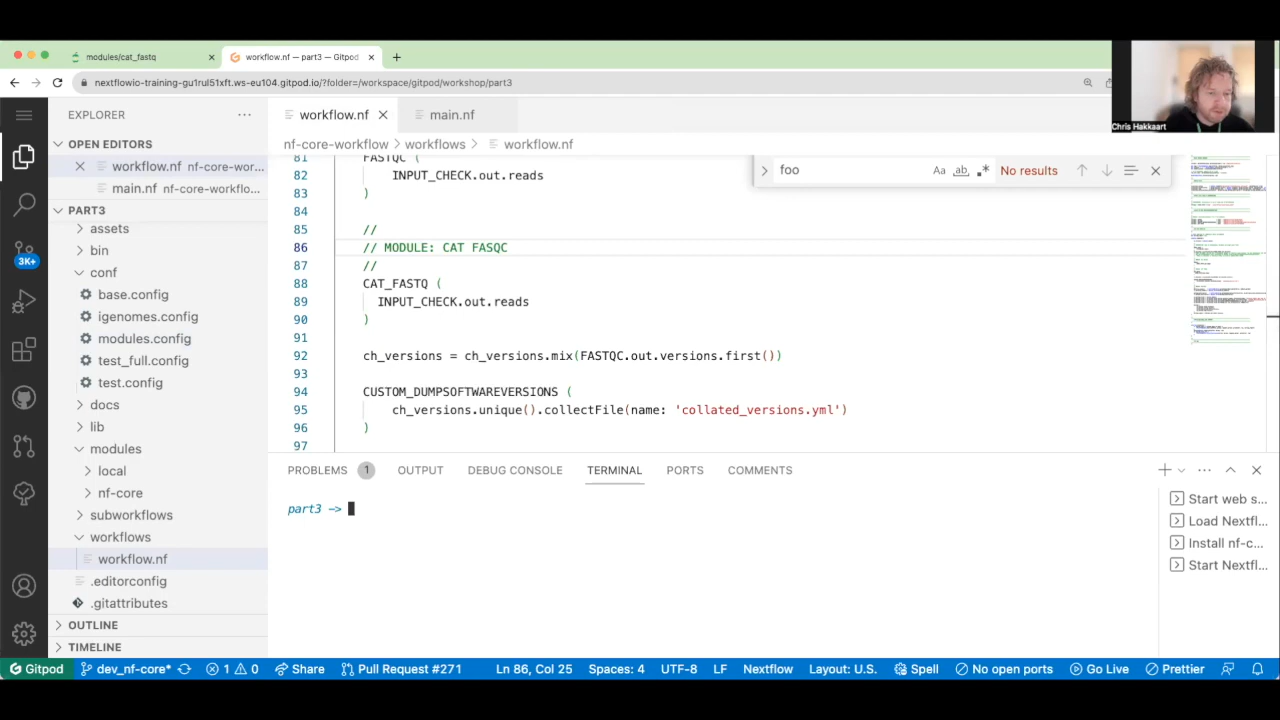 modules/cat_fastq
workflow.nf — part3 — Gitpod
nextflowio-training-gu1rul51xft.ws-eu104.gitpod.io/?folder=/workspace/gitpod/workshop/part3
Chris Hakkaart
EXPLORER
OPEN EDITORS
workflow.nf nf-core-wor...
main.nf nf-core-workflo...
PART3
assets
bin
conf
base.config
igenomes.config
modules.config
test_full.config
test.config
docs
lib
modules
local
nf-core
subworkflows
workflows
workflow.nf
.editorconfig
.gitattributes
OUTLINE
TIMELINE
3K+
workflow.nf
main.nf
nf-core-workflow > workflows > workflow.nf
foo
Aa ab .*
No results
81 FASTQC (
82 INPUT_CHECK.out.re
83 )
84
85 //
86 // MODULE: CAT FAST
87 //
88 CAT_FASTQ (
89 INPUT_CHECK.out.reads
90 )
91
92 ch_versions = ch_versions.mix(FASTQC.out.versions.first())
93
94 CUSTOM_DUMPSOFTWAREVERSIONS (
95 ch_versions.unique().collectFile(name: 'collated_versions.yml')
96 )
97
PROBLEMS 1 OUTPUT DEBUG CONSOLE TERMINAL PORTS COMMENTS
part3 ->
Start web s...
Load Nextfl...
Install nf-c...
Start Nextfl...
Gitpod dev_nf-core* 1 0 Share Pull Request #271 Ln 86, Col 25 Spaces: 4 UTF-8 LF Nextflow Layout: U.S. Spell No open ports Go Live Prettier